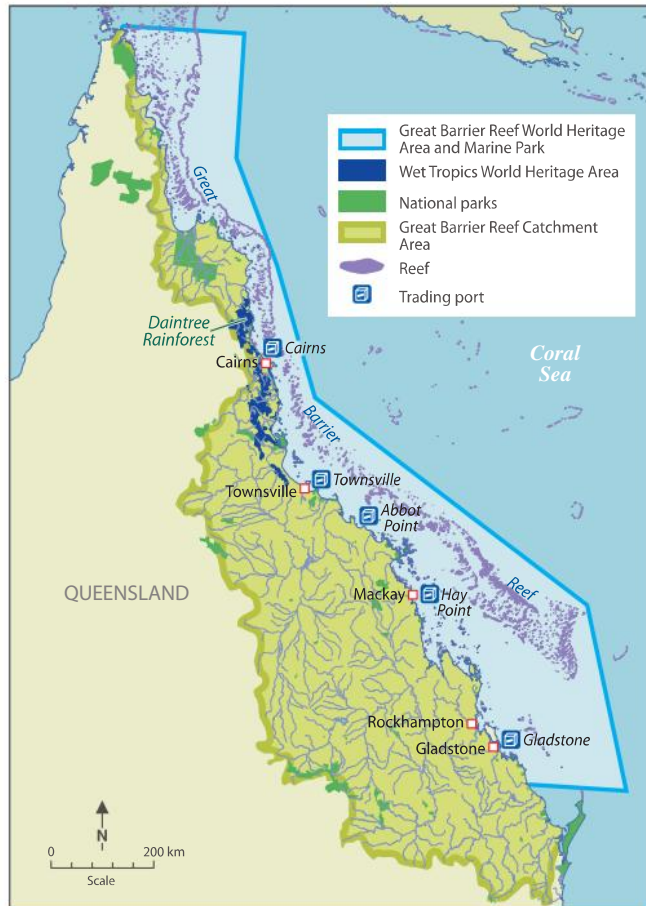 Great Barrier Reef World Heritage
Area and Marine Park
Wet Tropics World Heritage Area
National parks
Great Barrier Reef Catchment
Area
Reef
Trading port
Great
Daintree
Rainforest
Cairns
Cairns
Coral
Sea
Barrier
Townsville
Townsville
Abbot
Point
QUEENSLAND
Mackay
Hay
Point
Reef
Rockhampton
Gladstone
Gladstone
N
0 200 km
Scale